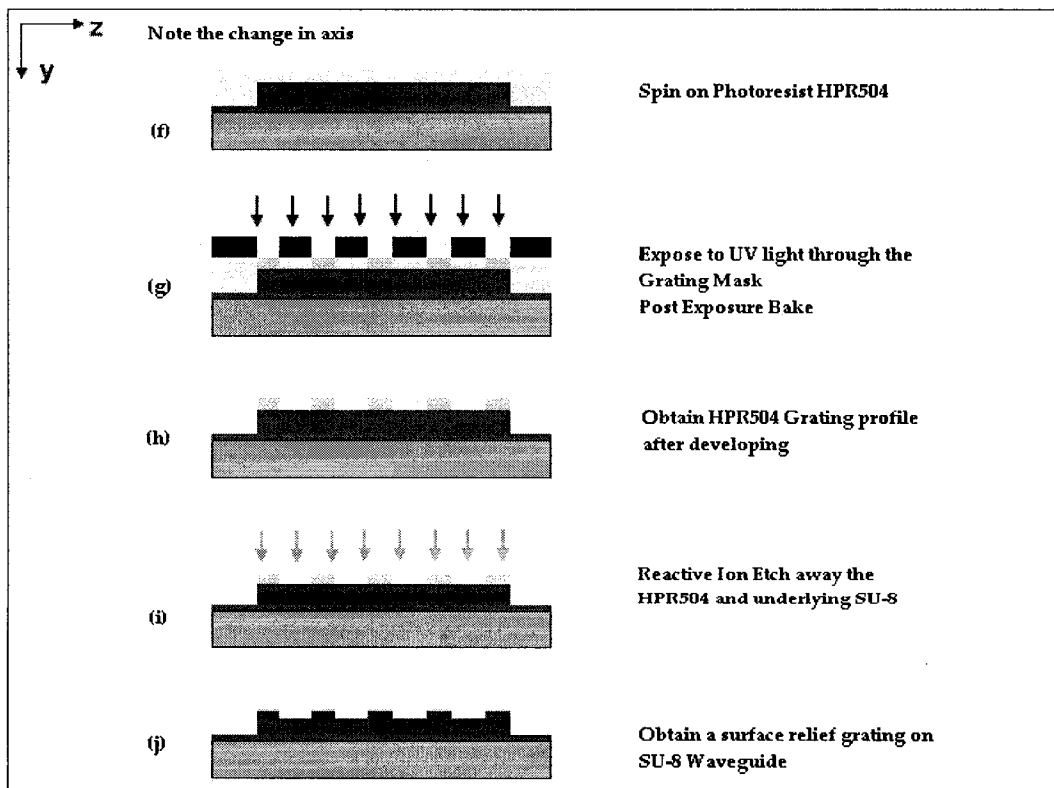 z
Note the change in axis
y
Spin on Photoresist HPR504
(f)
Expose to UV light through the
Grating Mask
Post Exposure Bake
(g)
Obtain HPR504 Grating profile
after developing
(h)
Reactive Ion Etch away the
HPR504 and underlying SU-8
(i)
Obtain a surface relief grating on
SU-8 Waveguide
(j)